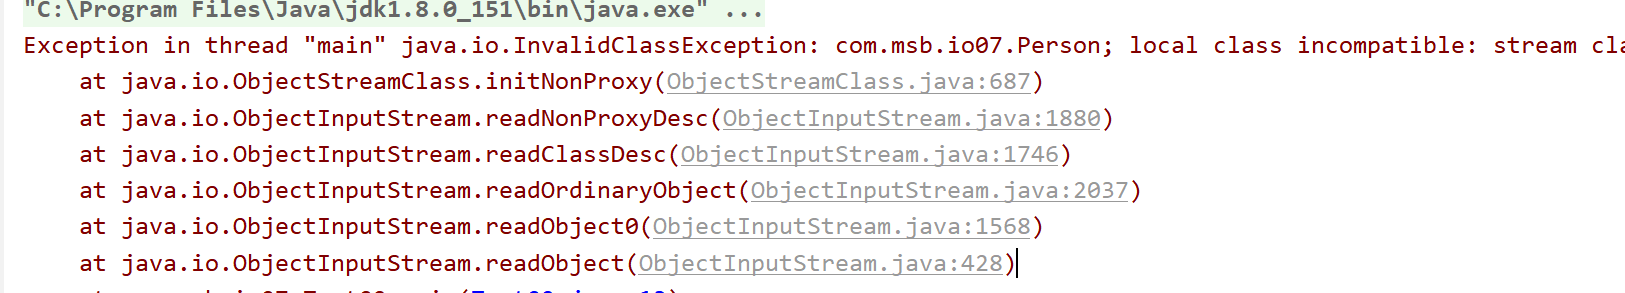 "C:\Program Files\Java\jdk1.8.0_151\bin\java.exe" ...
Exception in thread "main" java.io.InvalidClassException: com.msb.io07.Person; local class incompatible: stream cla
at java.io.ObjectStreamClass.initNonProxy(ObjectStreamClass.java:687)
at java.io.ObjectInputStream.readNonProxyDesc(ObjectInputStream.java:1880)
at java.io.ObjectInputStream.readClassDesc(ObjectInputStream.java:1746)
at java.io.ObjectInputStream.readOrdinaryObject(ObjectInputStream.java:2037)
at java.io.ObjectInputStream.readObject0(ObjectInputStream.java:1568)
at java.io.ObjectInputStream.readObject(ObjectInputStream.java:428)